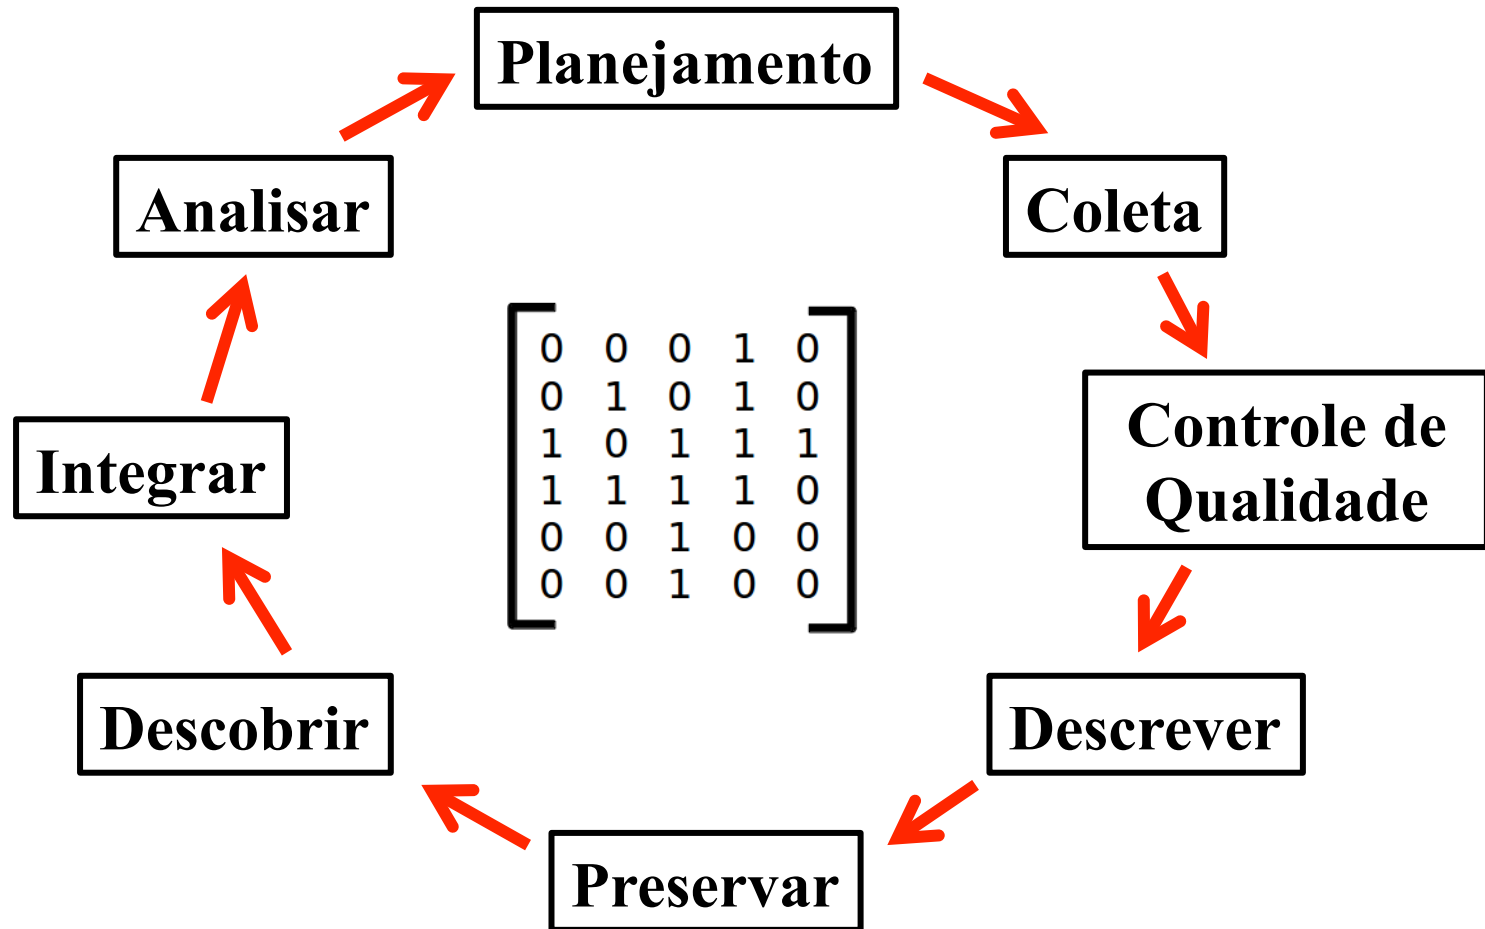 Planejamento
Coleta
Controle de
Qualidade
Descrever
Preservar
Descobrir
Integrar
Analisar
0 0 0 1 0
0 1 0 1 0
1 0 1 1 1
1 1 1 1 0
0 0 1 0 0
0 0 1 0 0